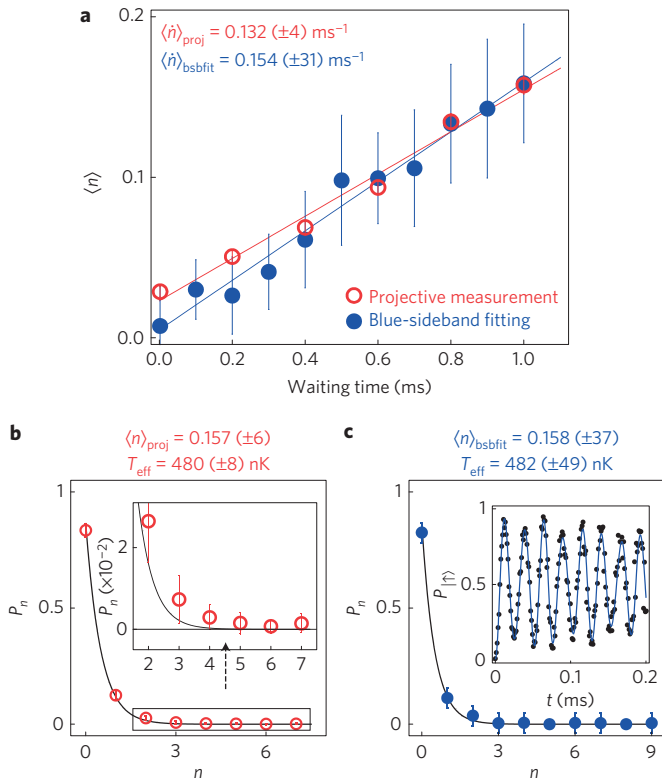 a
⟨ṅ⟩proj = 0.132 (±4) ms⁻¹
⟨ṅ⟩bsbfit = 0.154 (±31) ms⁻¹
0.1
0.0
⟨n⟩
Projective measurement
Blue-sideband fitting
0.0 0.2 0.4 0.6 0.8 1.0
Waiting time (ms)
b
⟨n⟩proj = 0.157 (±6)
Teff = 480 (±8) nK
1
0.5
0
Pn
2
0
Pn (×10⁻²)
2 3 4 5 6 7
0 3 6
n
c
⟨n⟩bsbfit = 0.158 (±37)
Teff = 482 (±49) nK
1
0.5
0
Pn
1
0.5
0
P|↑⟩
0 0.1 0.2
t (ms)
0 3 6 9
n